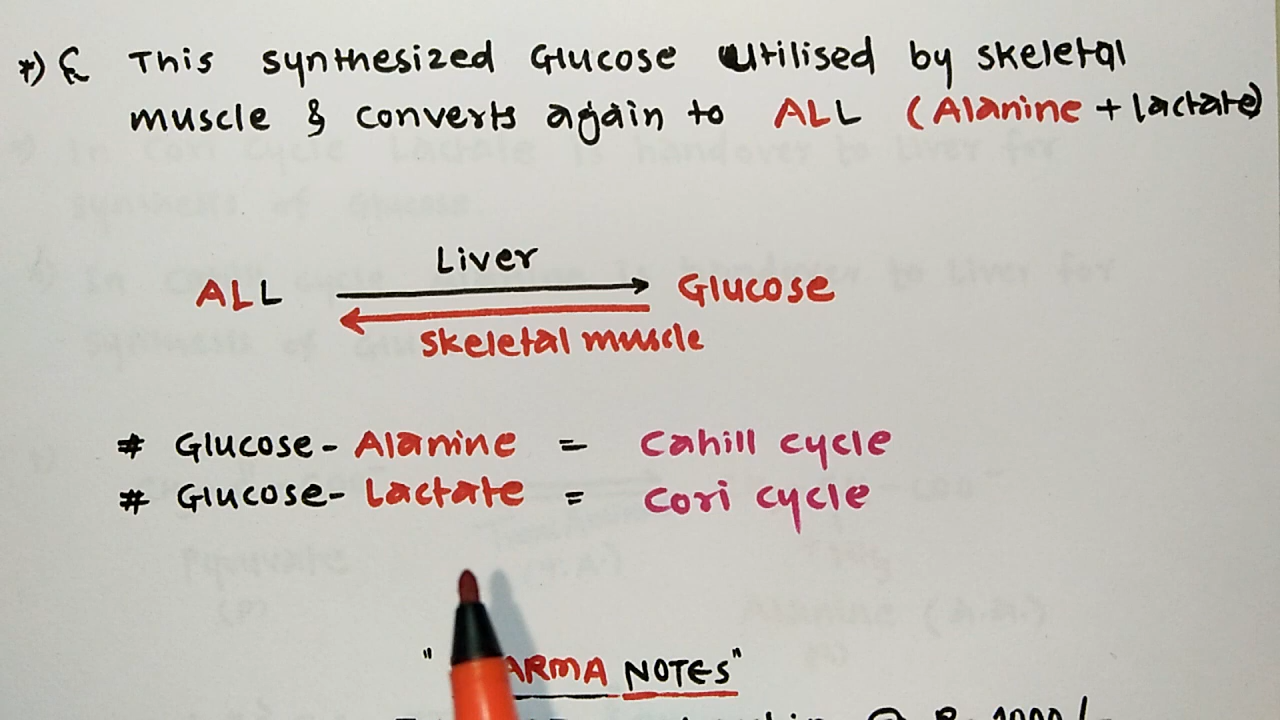 *) & This synthesized Glucose Utilised by skeletal
muscle & converts again to ALL (Alanine + lactate)
Liver
ALL Glucose
skeletal muscle
# Glucose - Alanine = Cahill cycle
# Glucose - Lactate = Cori cycle
" ARMA NOTES"